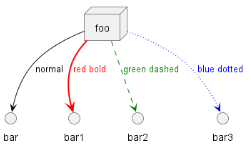 foo
normal
red bold
green dashed
blue dotted
bar
bar1
bar2
bar3